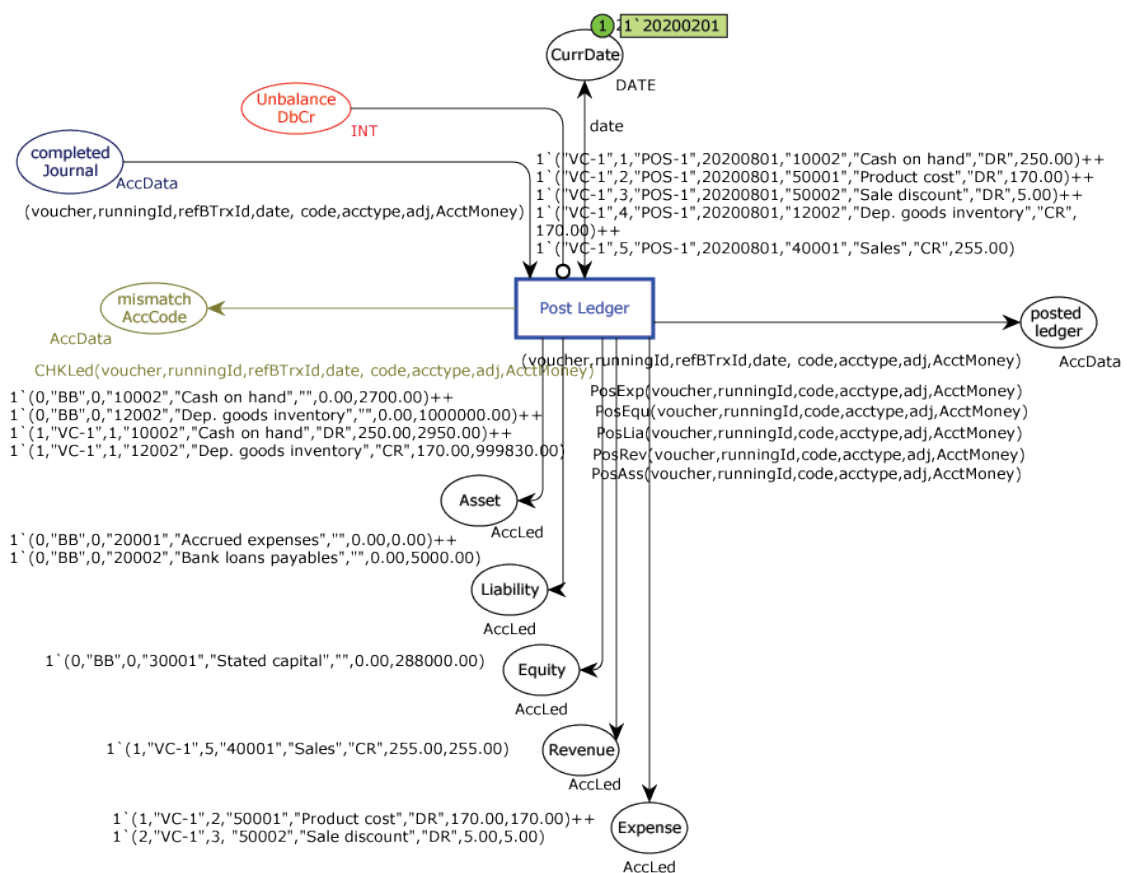 1 2 1`20200201
CurrDate
DATE
Unbalance
DbCr
INT
date
completed
Journal
AccData
1`("VC-1",1,"POS-1",20200801,"10002","Cash on hand","DR",250.00)++
1`("VC-1",2,"POS-1",20200801,"50001","Product cost","DR",170.00)++
1`("VC-1",3,"POS-1",20200801,"50002","Sale discount","DR",5.00)++
1`("VC-1",4,"POS-1",20200801,"12002","Dep. goods inventory","CR",
170.00)++
1`("VC-1",5,"POS-1",20200801,"40001","Sales","CR",255.00)
(voucher,runningId,refBTrxId,date, code,acctype,adj,AcctMoney)
mismatch
AccCode
AccData
Post Ledger
posted
ledger
AccData
(voucher,runningId,refBTrxId,date, code,acctype,adj,AcctMoney)
CHKLed(voucher,runningId,refBTrxId,date, code,acctype,adj,AcctMoney)
PosExp(voucher,runningId,code,acctype,adj,AcctMoney)
PosEqu(voucher,runningId,code,acctype,adj,AcctMoney)
PosLia(voucher,runningId,code,acctype,adj,AcctMoney)
PosRev(voucher,runningId,code,acctype,adj,AcctMoney)
PosAss(voucher,runningId,code,acctype,adj,AcctMoney)
1`(0,"BB",0,"10002","Cash on hand","",0.00,2700.00)++
1`(0,"BB",0,"12002","Dep. goods inventory","",0.00,1000000.00)++
1`(1,"VC-1",1,"10002","Cash on hand","DR",250.00,2950.00)++
1`(1,"VC-1",1,"12002","Dep. goods inventory","CR",170.00,999830.00)
Asset
AccLed
1`(0,"BB",0,"20001","Accrued expenses","",0.00,0.00)++
1`(0,"BB",0,"20002","Bank loans payables","",0.00,5000.00)
Liability
AccLed
1`(0,"BB",0,"30001","Stated capital","",0.00,288000.00)
Equity
AccLed
1`(1,"VC-1",5,"40001","Sales","CR",255.00,255.00)
Revenue
AccLed
1`(1,"VC-1",2,"50001","Product cost","DR",170.00,170.00)++
1`(2,"VC-1",3, "50002","Sale discount","DR",5.00,5.00)
Expense
AccLed